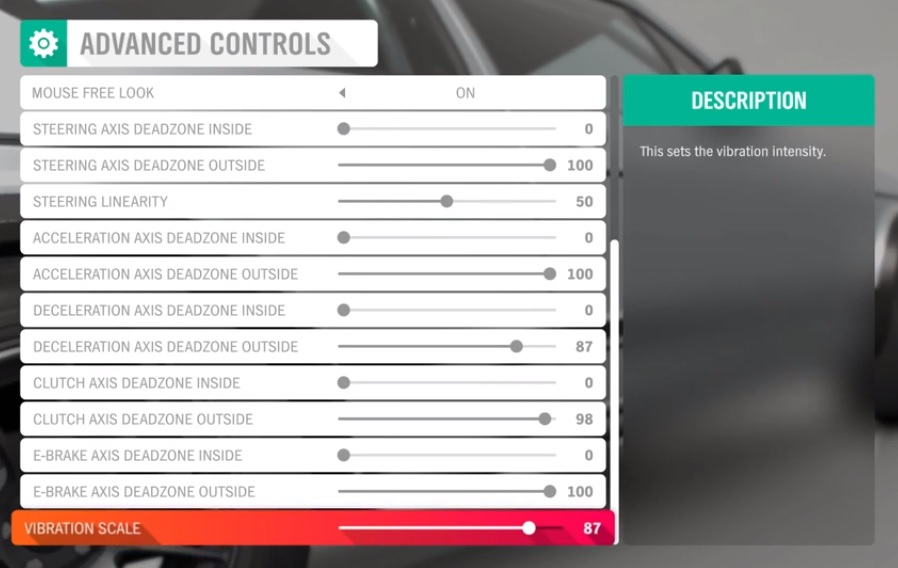 ADVANCED CONTROLS
MOUSE FREE LOOK ON
STEERING AXIS DEADZONE INSIDE 0
STEERING AXIS DEADZONE OUTSIDE 100
STEERING LINEARITY 50
ACCELERATION AXIS DEADZONE INSIDE 0
ACCELERATION AXIS DEADZONE OUTSIDE 100
DECELERATION AXIS DEADZONE INSIDE 0
DECELERATION AXIS DEADZONE OUTSIDE 87
CLUTCH AXIS DEADZONE INSIDE 0
CLUTCH AXIS DEADZONE OUTSIDE 98
E-BRAKE AXIS DEADZONE INSIDE 0
E-BRAKE AXIS DEADZONE OUTSIDE 100
VIBRATION SCALE 87
DESCRIPTION
This sets the vibration intensity.